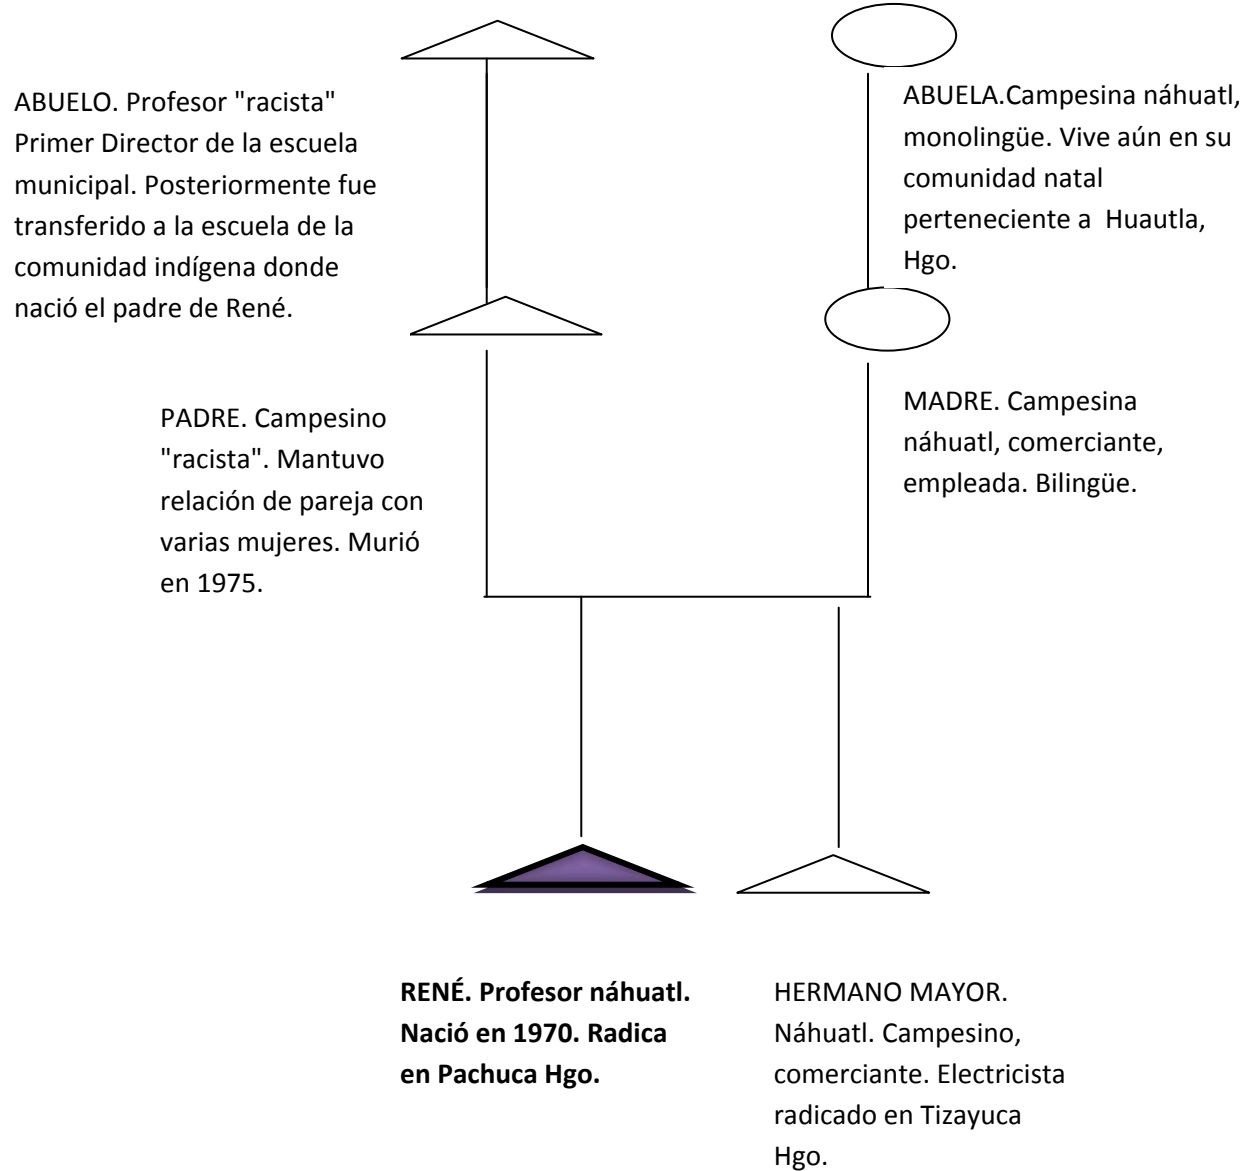 ABUELO. Profesor "racista"
Primer Director de la escuela
municipal. Posteriormente fue
transferido a la escuela de la
comunidad indígena donde
nació el padre de René.
ABUELA.Campesina náhuatl,
monolingüe. Vive aún en su
comunidad natal
perteneciente a  Huautla,
Hgo.
PADRE. Campesino
"racista". Mantuvo
relación de pareja con
varias mujeres. Murió
en 1975.
MADRE. Campesina
náhuatl, comerciante,
empleada. Bilingüe.
RENÉ. Profesor náhuatl.
Nació en 1970. Radica
en Pachuca Hgo.
HERMANO MAYOR.
Náhuatl. Campesino,
comerciante. Electricista
radicado en Tizayuca
Hgo.